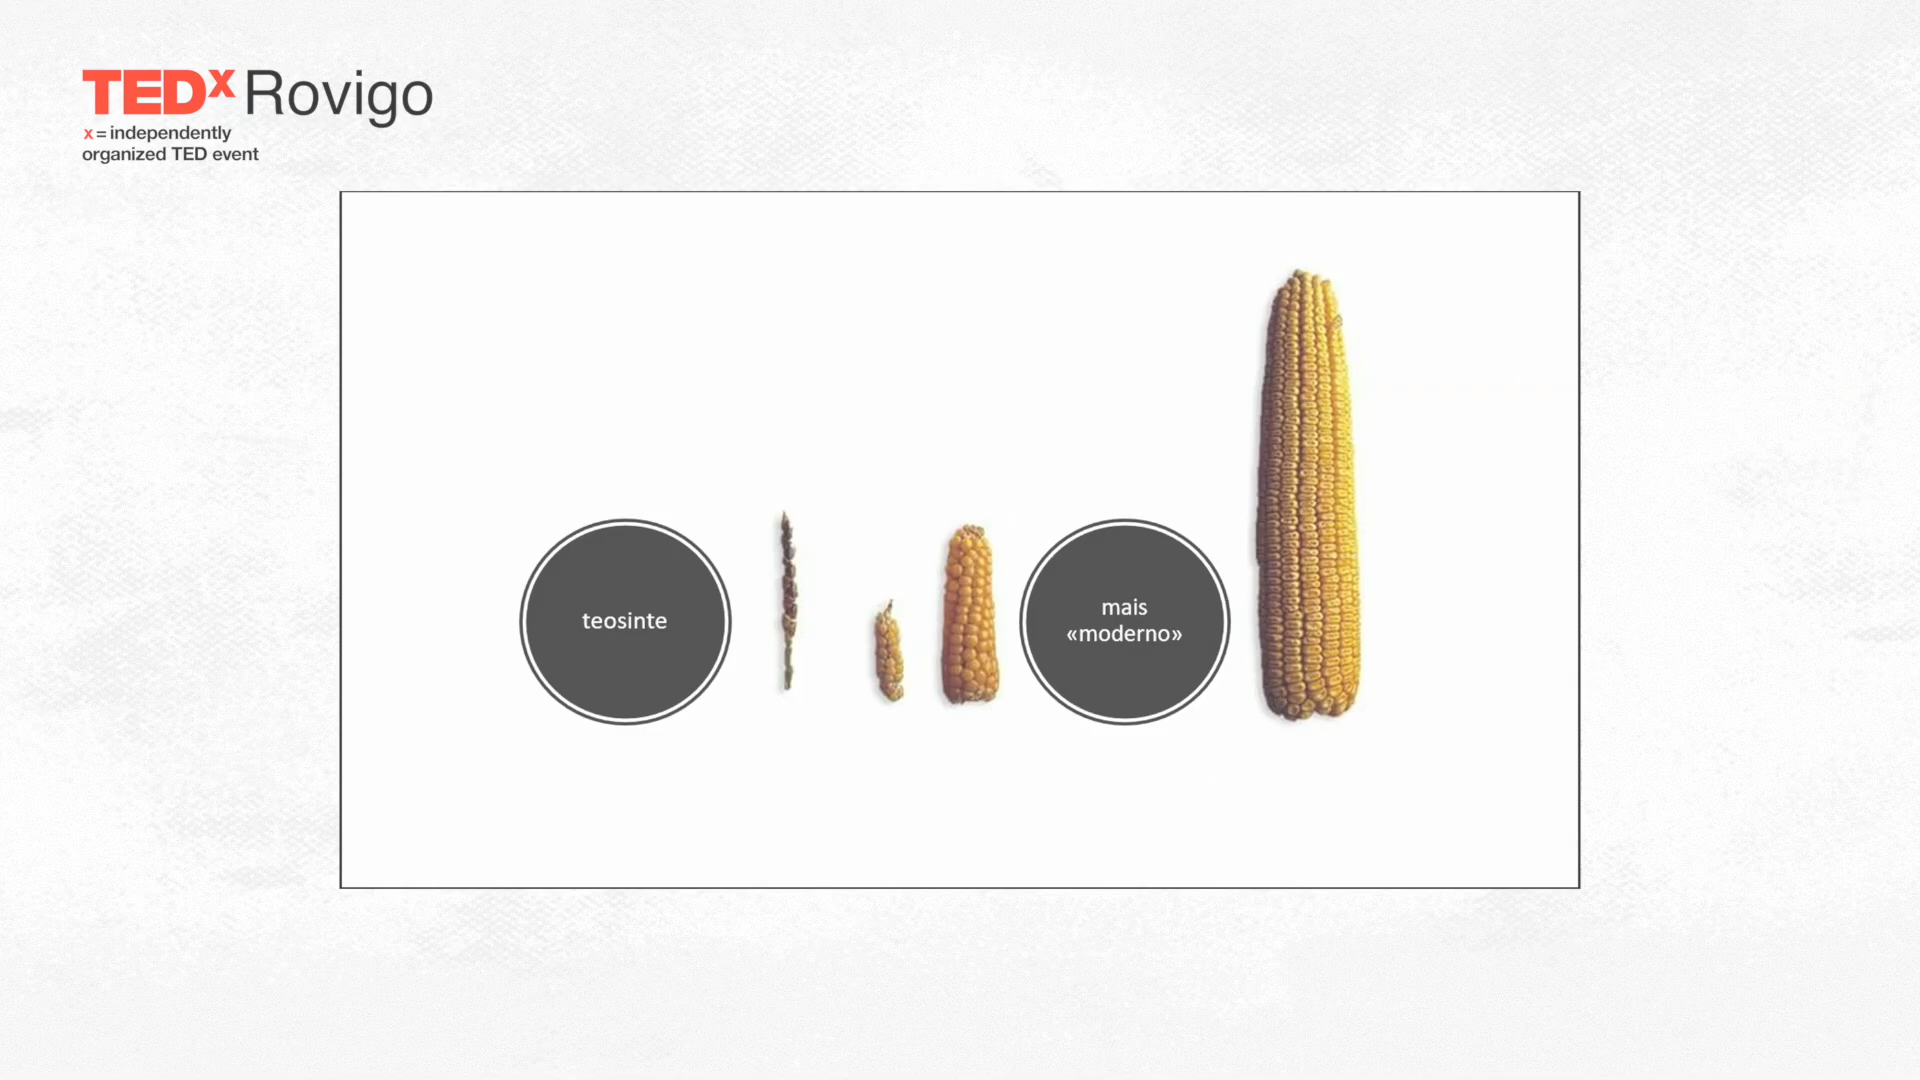 TEDx Rovigo
x = independently
organized TED event
teosinte
mais
«moderno»